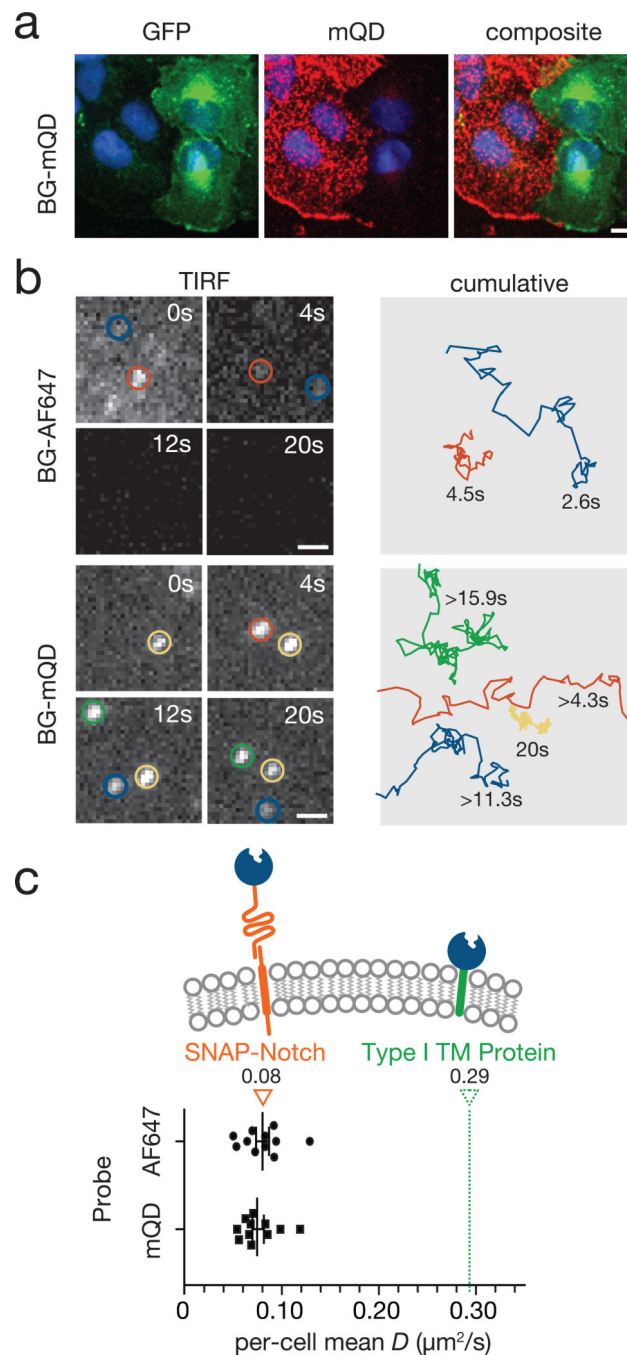 a
GFP
mQD
composite
BG-mQD
b
TIRF
cumulative
BG-AF647
0s
4s
12s
20s
4.5s
2.6s
BG-mQD
0s
4s
12s
20s
>15.9s
>4.3s
20s
>11.3s
c
SNAP-Notch
Type I TM Protein
0.08
0.29
Probe
AF647
mQD
0
0.10
0.20
0.30
per-cell mean D (µm²/s)